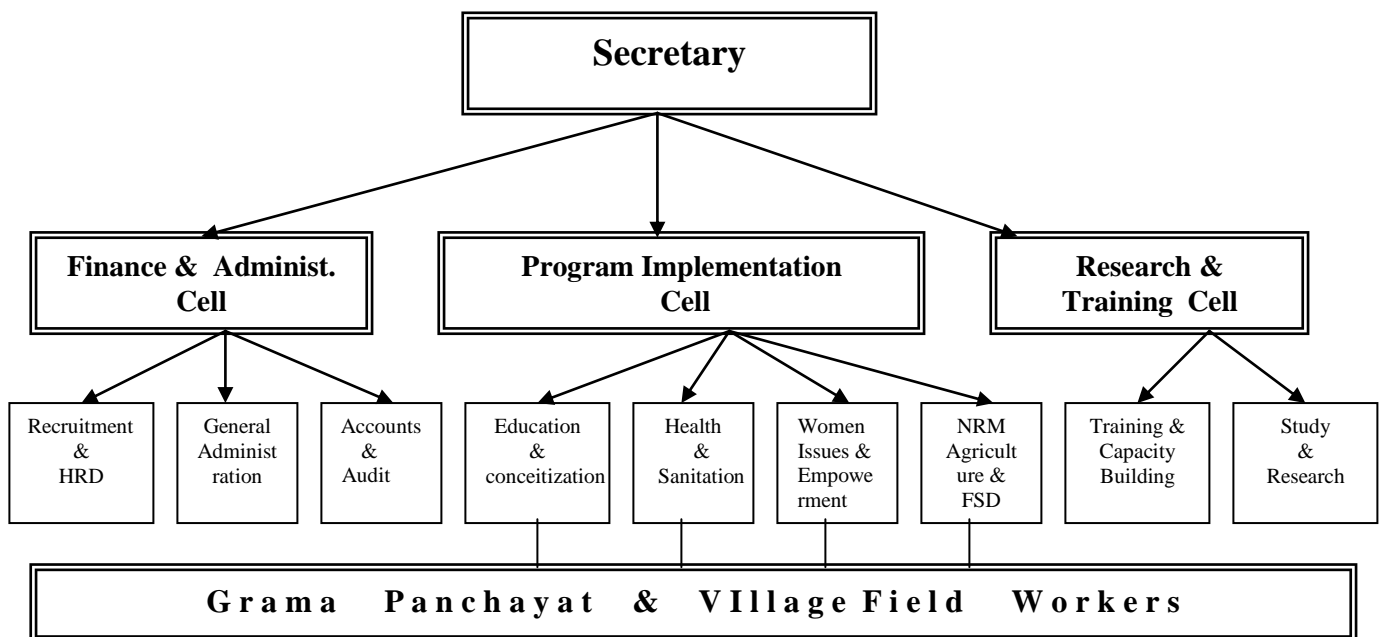 Secretary
Finance & Administ.
Cell
Program Implementation
Cell
Research &
Training Cell
Recruitment
&
HRD
General
Administ
ration
Accounts
&
Audit
Education
&
conceitization
Health
&
Sanitation
Women
Issues &
Empowe
rment
NRM
Agricult
ure &
FSD
Training &
Capacity
Building
Study
&
Research
Grama Panchayat & VIllage Field Workers